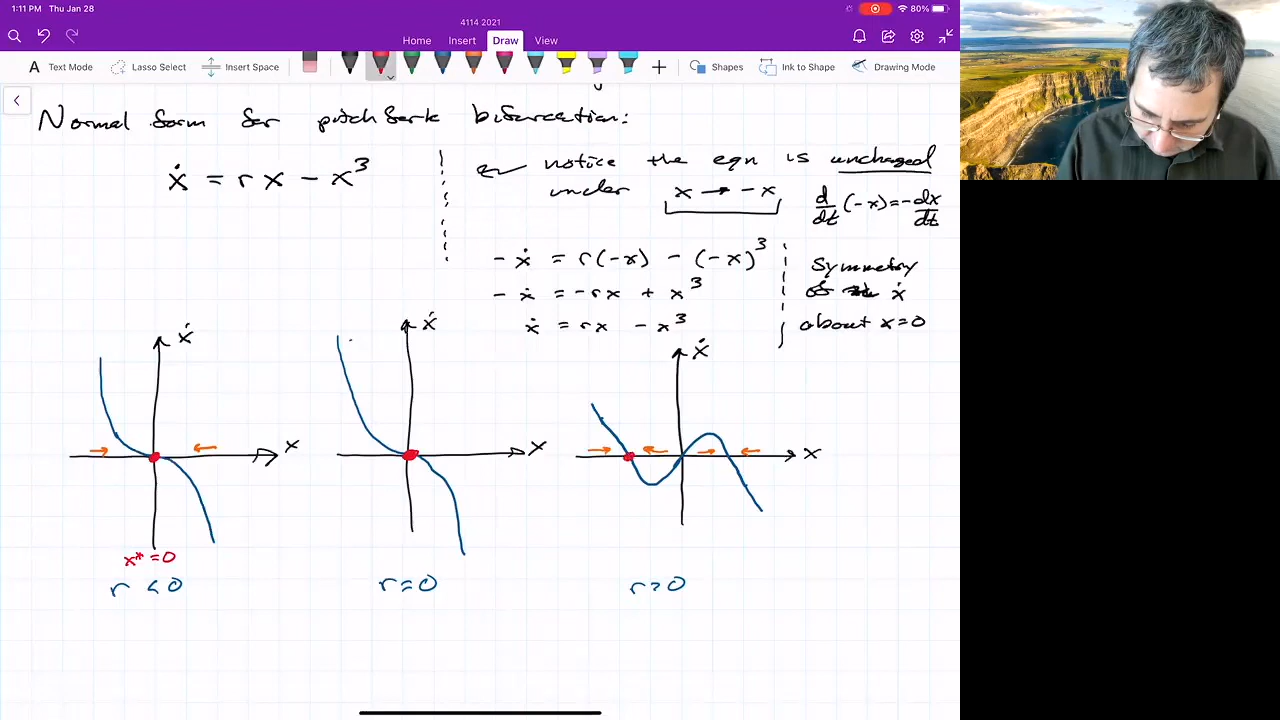 1:11 PM Thu Jan 28
80%
4114 2021
Home Insert Draw View
Text Mode Lasso Select Insert Space Shapes Ink to Shape Drawing Mode
Normal form for pitchfork bifurcation:
ẋ = rx - x³
notice the eqn is unchanged
under x → -x
d/dt (-x) = -dx/dt
-ẋ = r(-x) - (-x)³
-ẋ = -rx + x³
ẋ = rx - x³
Symmetry
of ẋ
about x=0
ẋ
x
x* = 0
r < 0
ẋ
x
r = 0
ẋ
x
r > 0